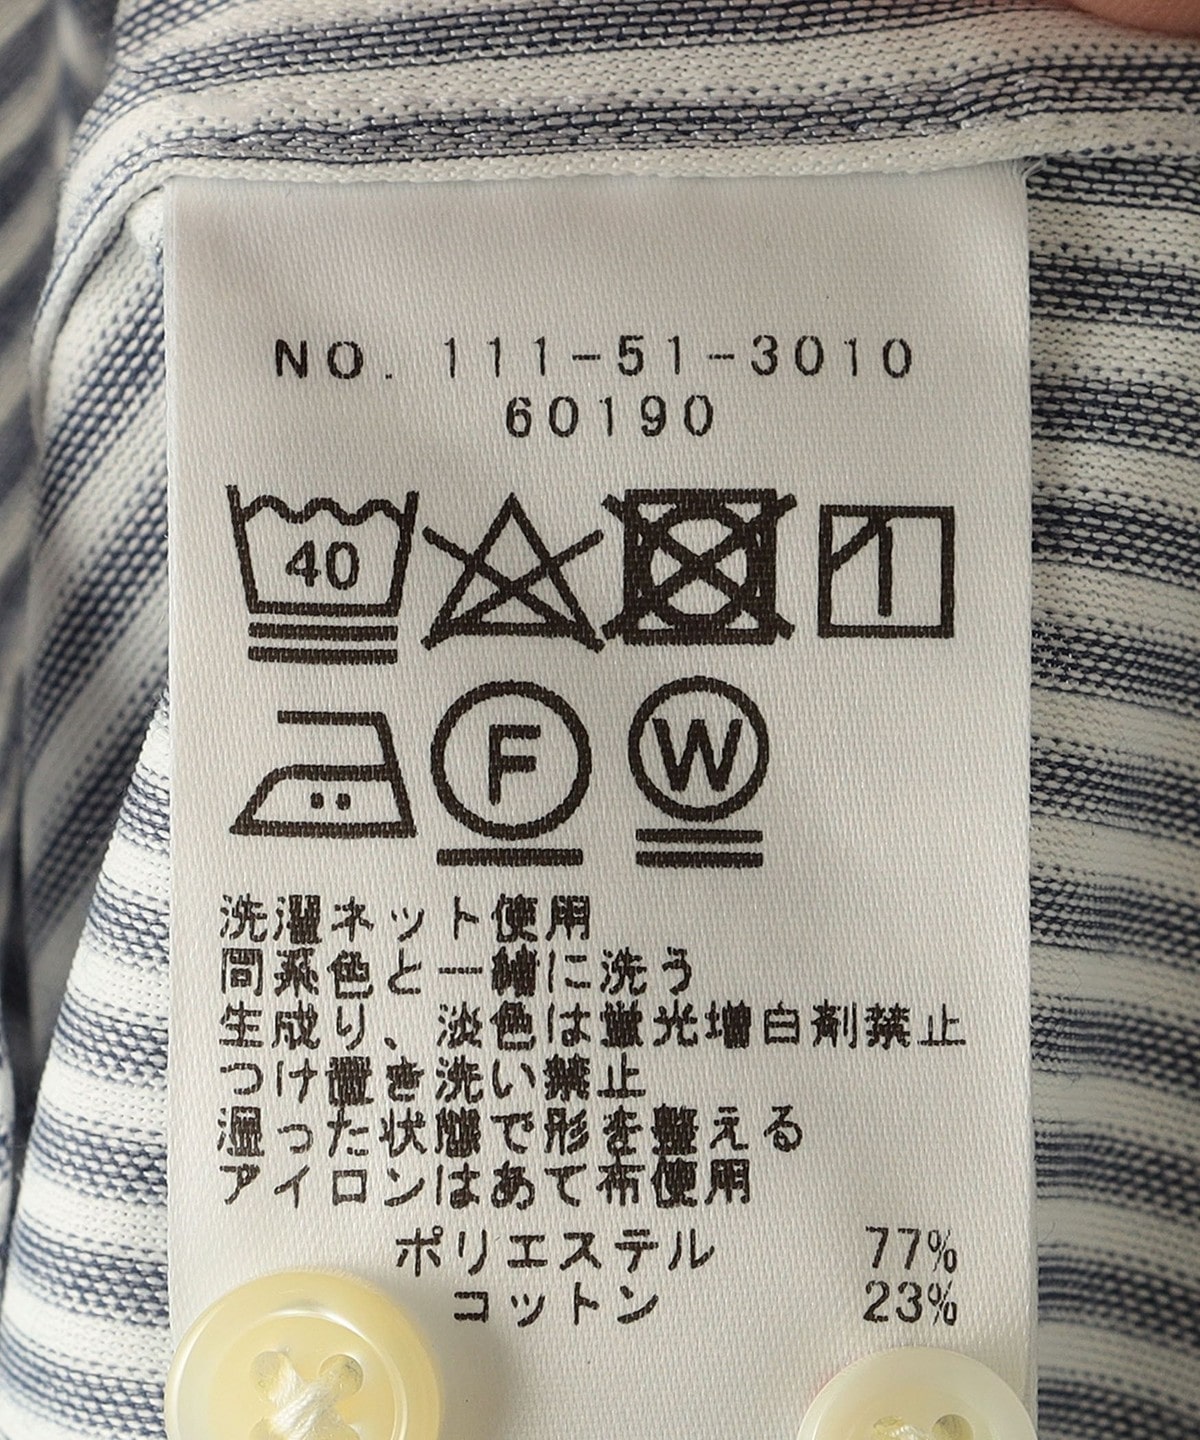 NO. 111-51-3010
60190
40
F
W
洗濯ネット使用
同系色と一緒に洗う
生成り、淡色は蛍光増白剤禁止
つけ置き洗い禁止
湿った状態で形を整える
アイロンはあて布使用
ポリエステル 77%
コットン 23%